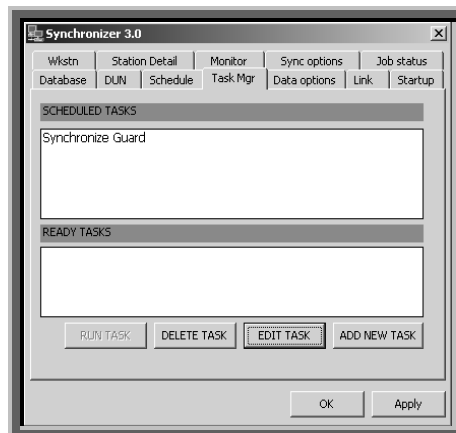 Synchronizer 3.0
Wkstn Station Detail Monitor Sync options Job status
Database DUN Schedule Task Mgr Data options Link Startup
SCHEDULED TASKS
Synchronize Guard
READY TASKS
RUN TASK DELETE TASK EDIT TASK ADD NEW TASK
OK Apply